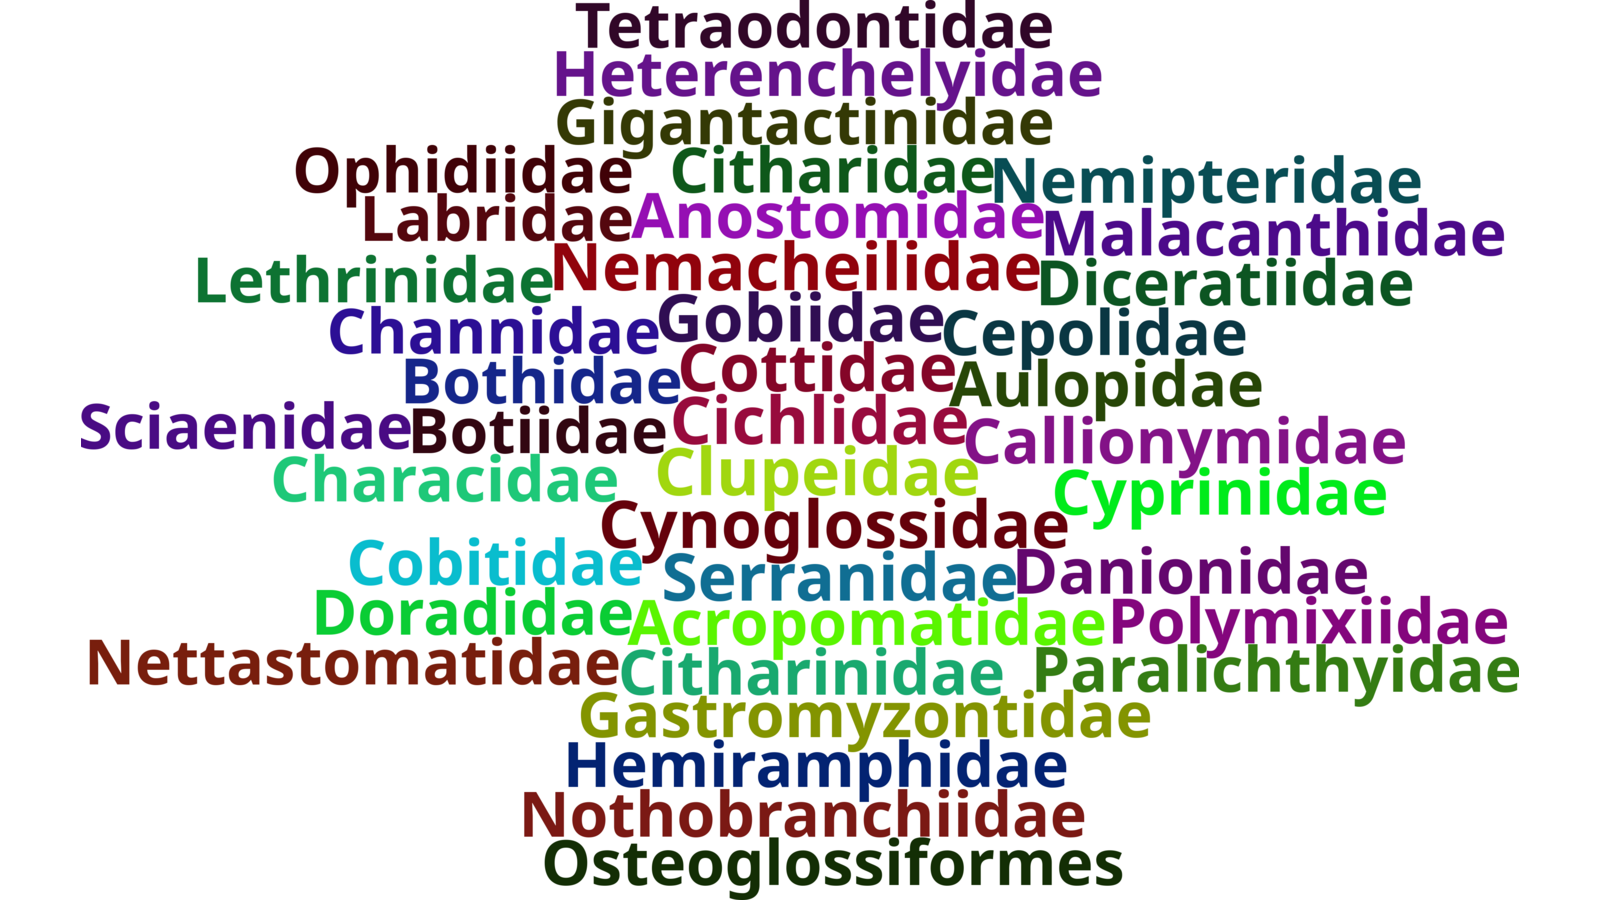 Tetraodontidae
Heterenchelyidae
Gigantactinidae
Ophidiidae Citharidae Nemipteridae
Labridae Anostomidae Malacanthidae
Lethrinidae Nemacheilidae Diceratiidae
Channidae Gobiidae Cepolidae
Bothidae Cottidae Aulopidae
Sciaenidae Botiidae Cichlidae Callionymidae
Characidae Clupeidae Cyprinidae
Cynoglossidae
Cobitidae Serranidae Danionidae
Doradidae Acropomatidae Polymixiidae
Nettastomatidae Citharinidae Paralichthyidae
Gastromyzontidae
Hemiramphidae
Nothobranchiidae
Osteoglossiformes